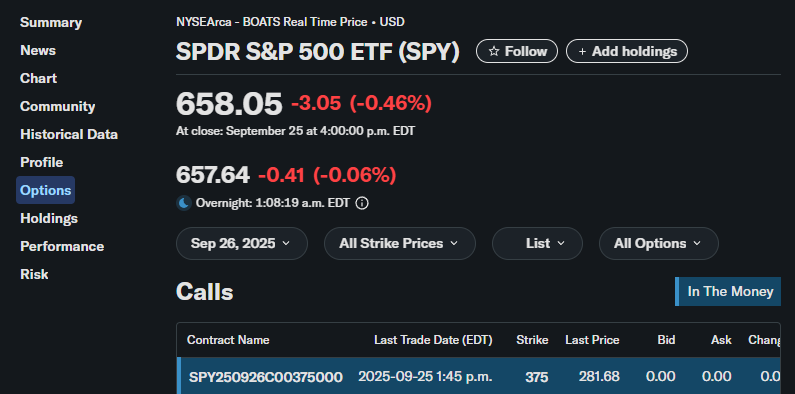 Summary
News
Chart
Community
Historical Data
Profile
Options
Holdings
Performance
Risk
NYSEArca - BOATS Real Time Price • USD
SPDR S&P 500 ETF (SPY)
☆ Follow
+ Add holdings
658.05 -3.05 (-0.46%)
At close: September 25 at 4:00:00 p.m. EDT
657.64 -0.41 (-0.06%)
Overnight: 1:08:19 a.m. EDT
Sep 26, 2025
All Strike Prices
List
All Options
Calls
In The Money
Contract Name Last Trade Date (EDT) Strike Last Price Bid Ask Chang
SPY250926C00375000 2025-09-25 1:45 p.m. 375 281.68 0.00 0.00 0.0